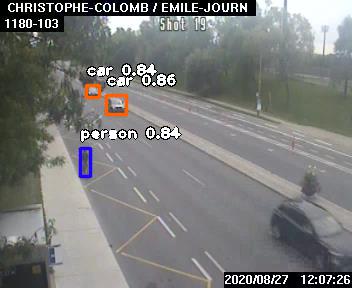 CHRISTOPHE-COLOMB / EMILE-JOURN
1180-103
Shot 19
car 0.84
car 0.86
person 0.84
2020/08/27 12:07:26